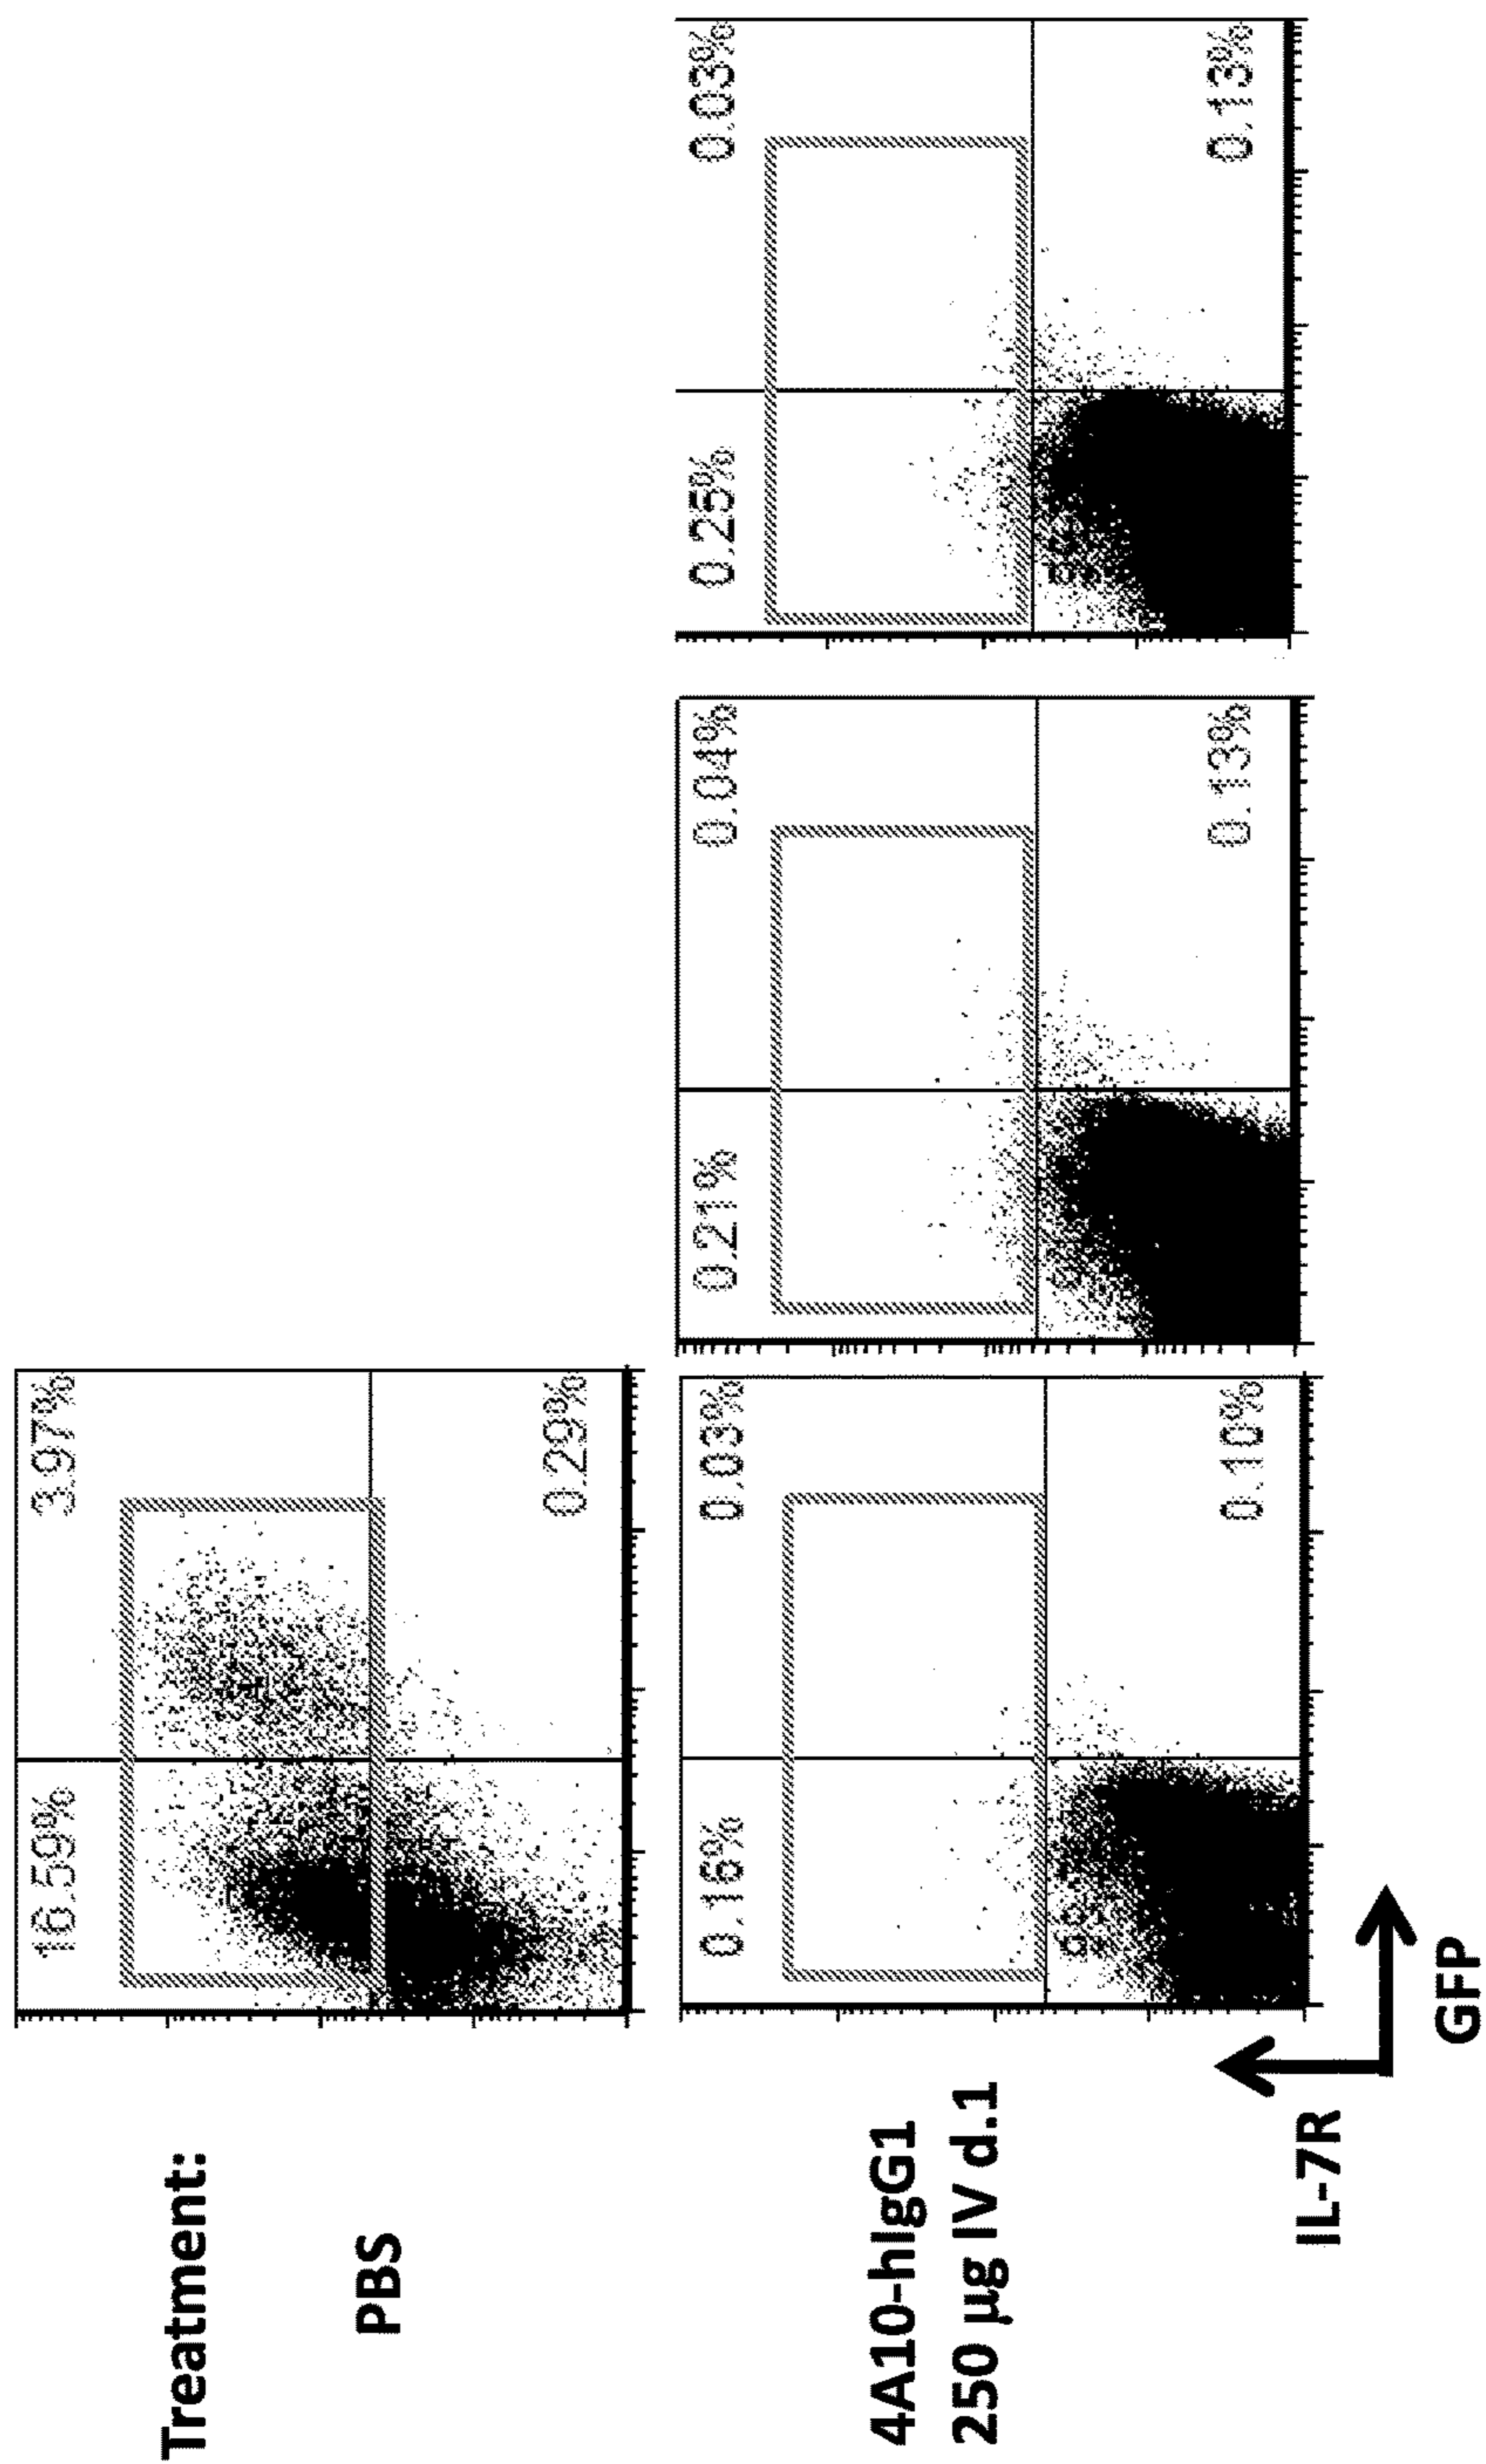 Treatment:
PBS
16.59%
3.97%
0.29%
4A10-hIgG1
250 µg IV d.1
0.16%
0.03%
0.10%
0.21%
0.04%
0.13%
0.25%
0.03%
0.13%
IL-7R
GFP